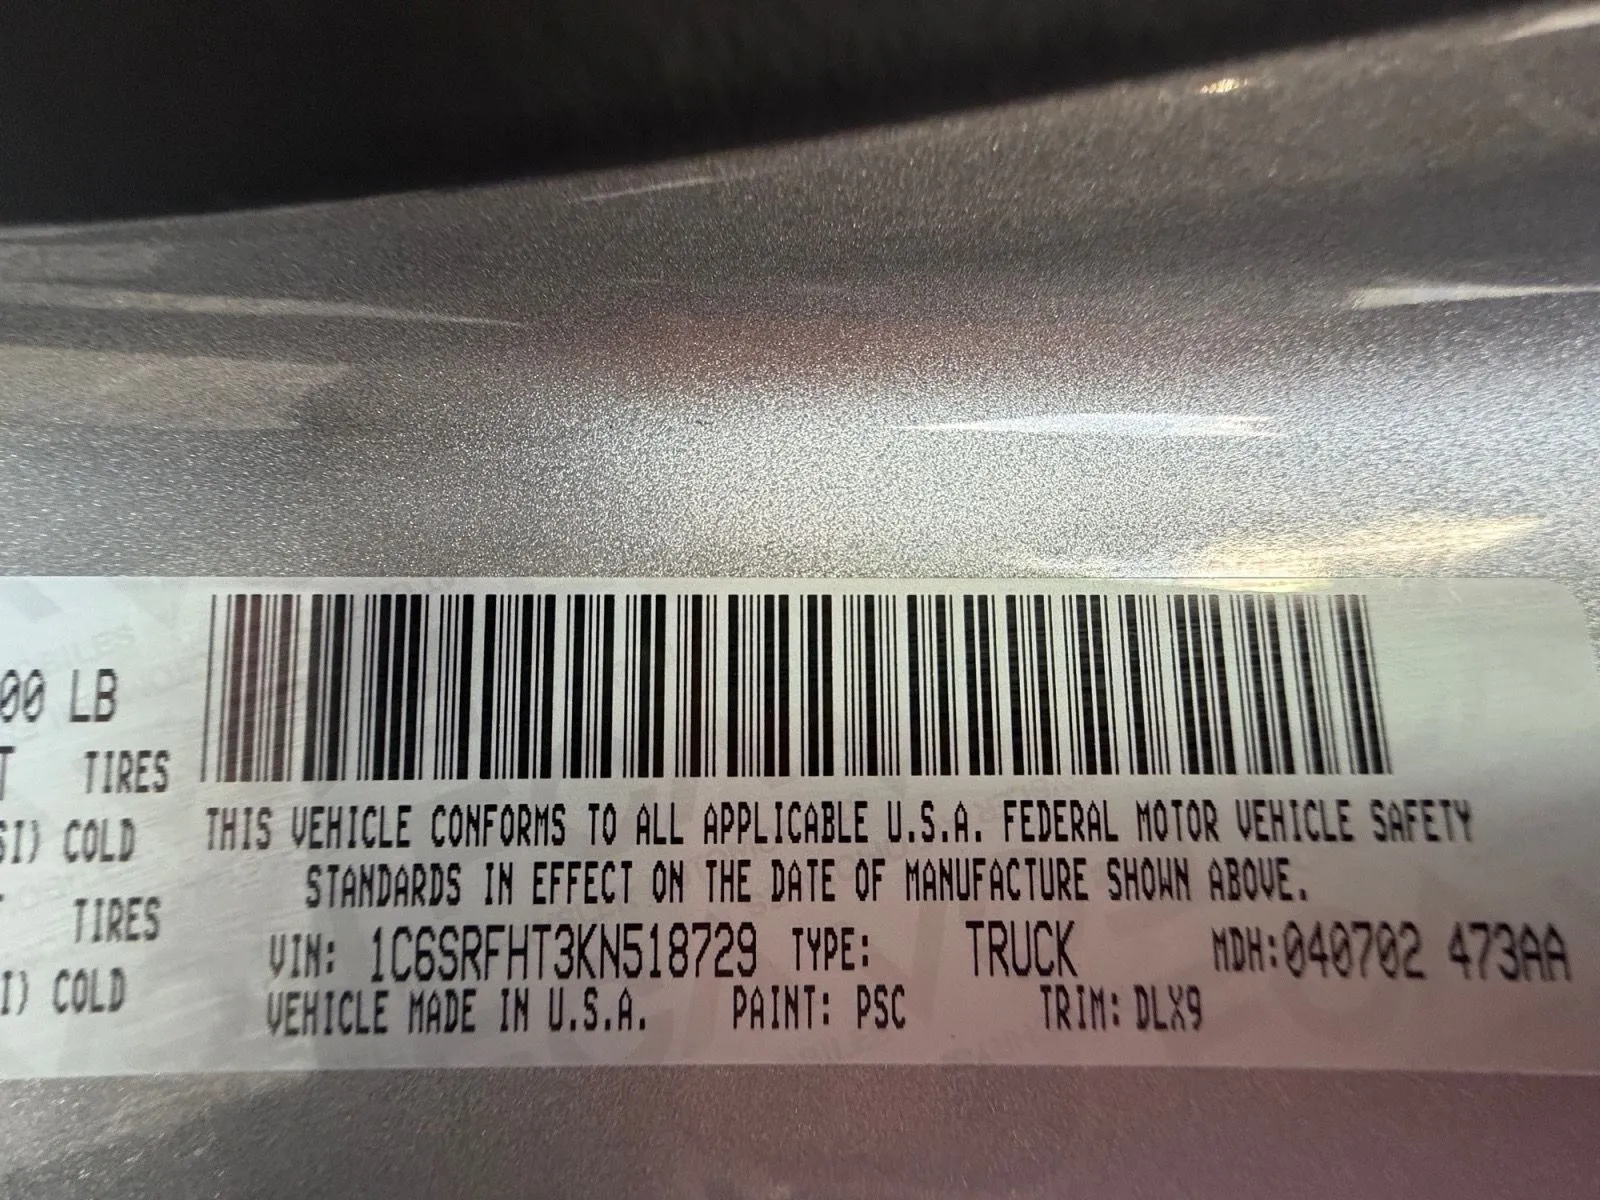 00 LB
T TIRES
SI) COLD
TIRES
I) COLD
THIS VEHICLE CONFORMS TO ALL APPLICABLE U.S.A. FEDERAL MOTOR VEHICLE SAFETY
STANDARDS IN EFFECT ON THE DATE OF MANUFACTURE SHOWN ABOVE.
VIN: 1C6SRFHT3KN518729 TYPE: TRUCK MDH:040702 473AA
VEHICLE MADE IN U.S.A. PAINT: PSC TRIM: DLX9